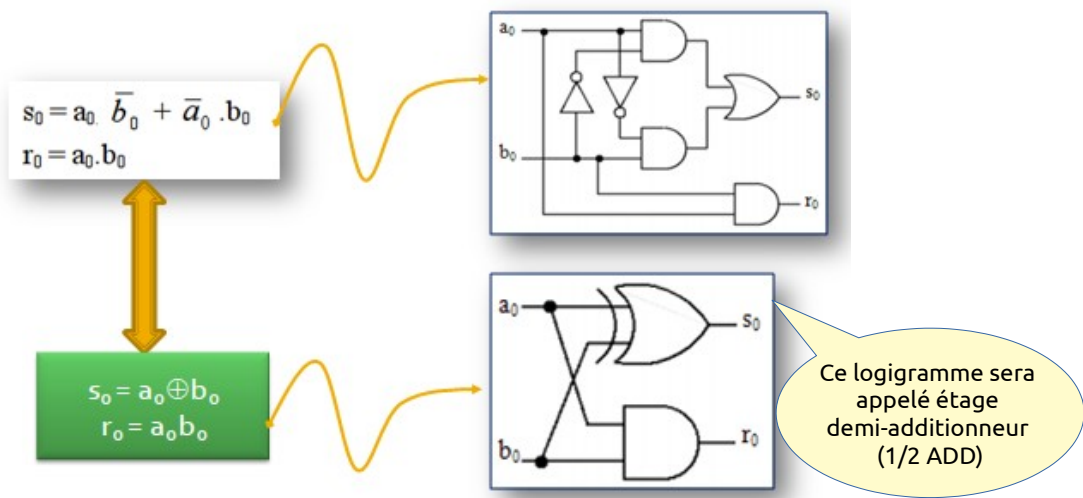 s₀ = a₀. b̅₀ + a̅₀ .b₀
r₀ = a₀.b₀
a₀
b₀
s₀
r₀
s₀ = a₀⊕b₀
r₀ = a₀b₀
a₀
b₀
s₀
r₀
Ce logigramme sera
appelé étage
demi-additionneur
(1/2 ADD)